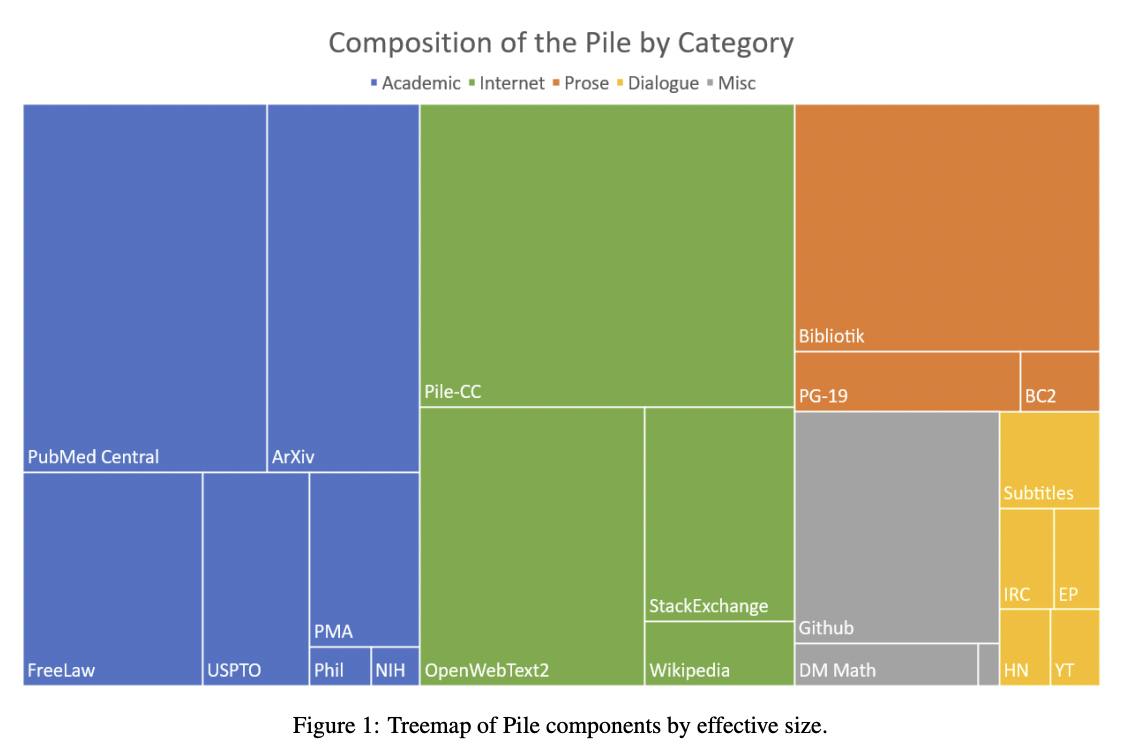 Composition of the Pile by Category
Academic Internet Prose Dialogue Misc
Bibliotik
Pile-CC
PG-19
BC2
PubMed Central
ArXiv
Subtitles
IRC
EP
StackExchange
Github
PMA
FreeLaw
USPTO
Phil
NIH
OpenWebText2
Wikipedia
DM Math
HN
YT
Figure 1: Treemap of Pile components by effective size.